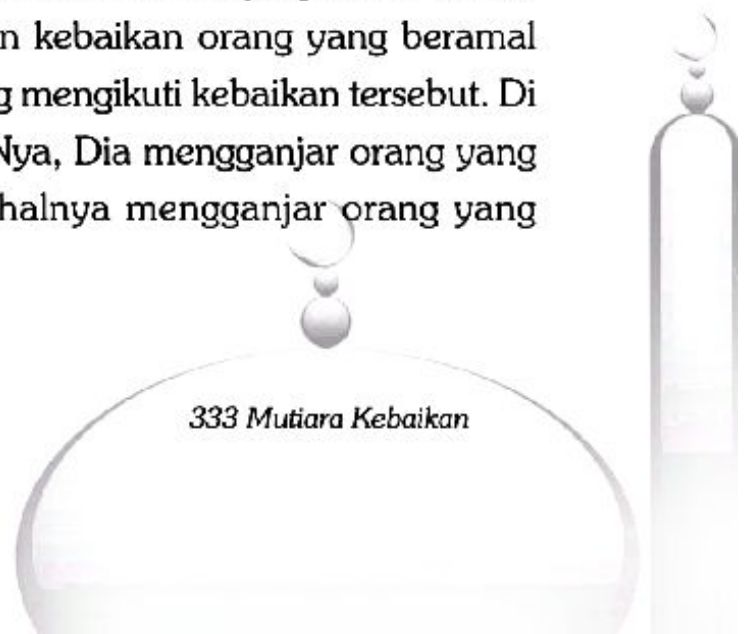 n kebaikan orang yang beramal
g mengikuti kebaikan tersebut. Di
Nya, Dia mengganjar orang yang
halnya mengganjar orang yang
333 Mutiara Kebaikan